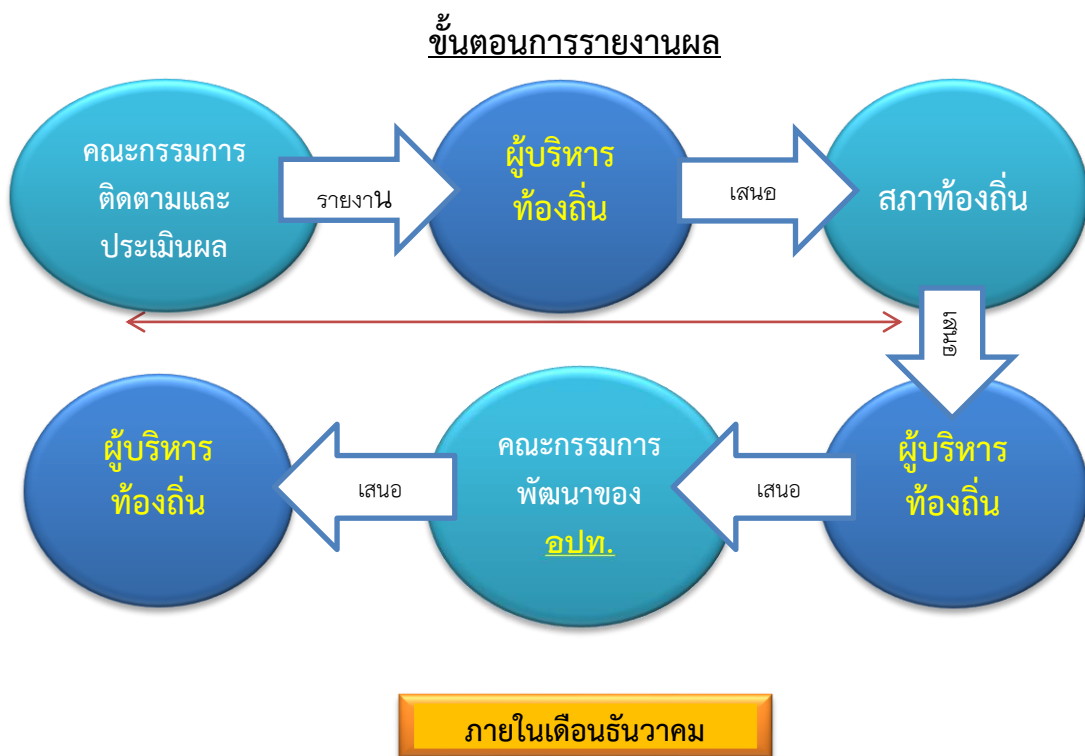 ขั้นตอนการรายงานผล
คณะกรรมการ
ติดตามและ
ประเมินผล
รายงาน
ผู้บริหาร
ท้องถิ่น
เสนอ
สภาท้องถิ่น
เสนอ
ผู้บริหาร
ท้องถิ่น
เสนอ
คณะกรรมการ
พัฒนาของ
อปท.
เสนอ
ผู้บริหาร
ท้องถิ่น
ภายในเดือนธันวาคม